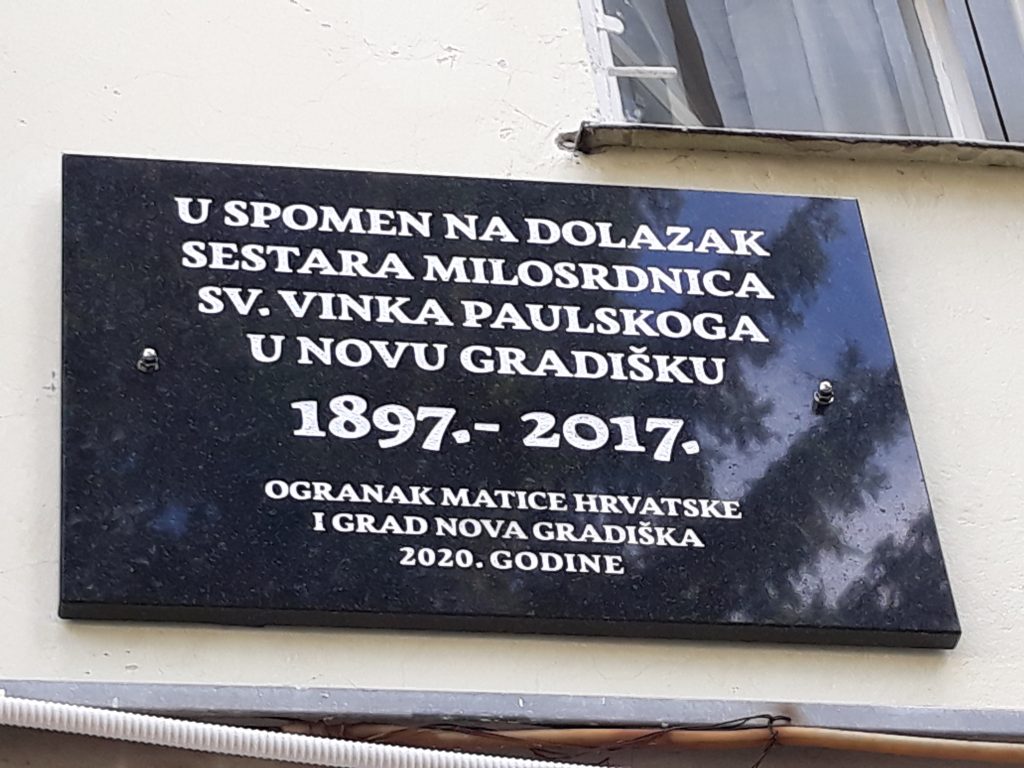 U SPOMEN NA DOLAZAK
SESTARA MILOSRDNICA
SV. VINKA PAULSKOGA
U NOVU GRADIŠKU
1897.- 2017.
OGRANAK MATICE HRVATSKE
I GRAD NOVA GRADIŠKA
2020. GODINE